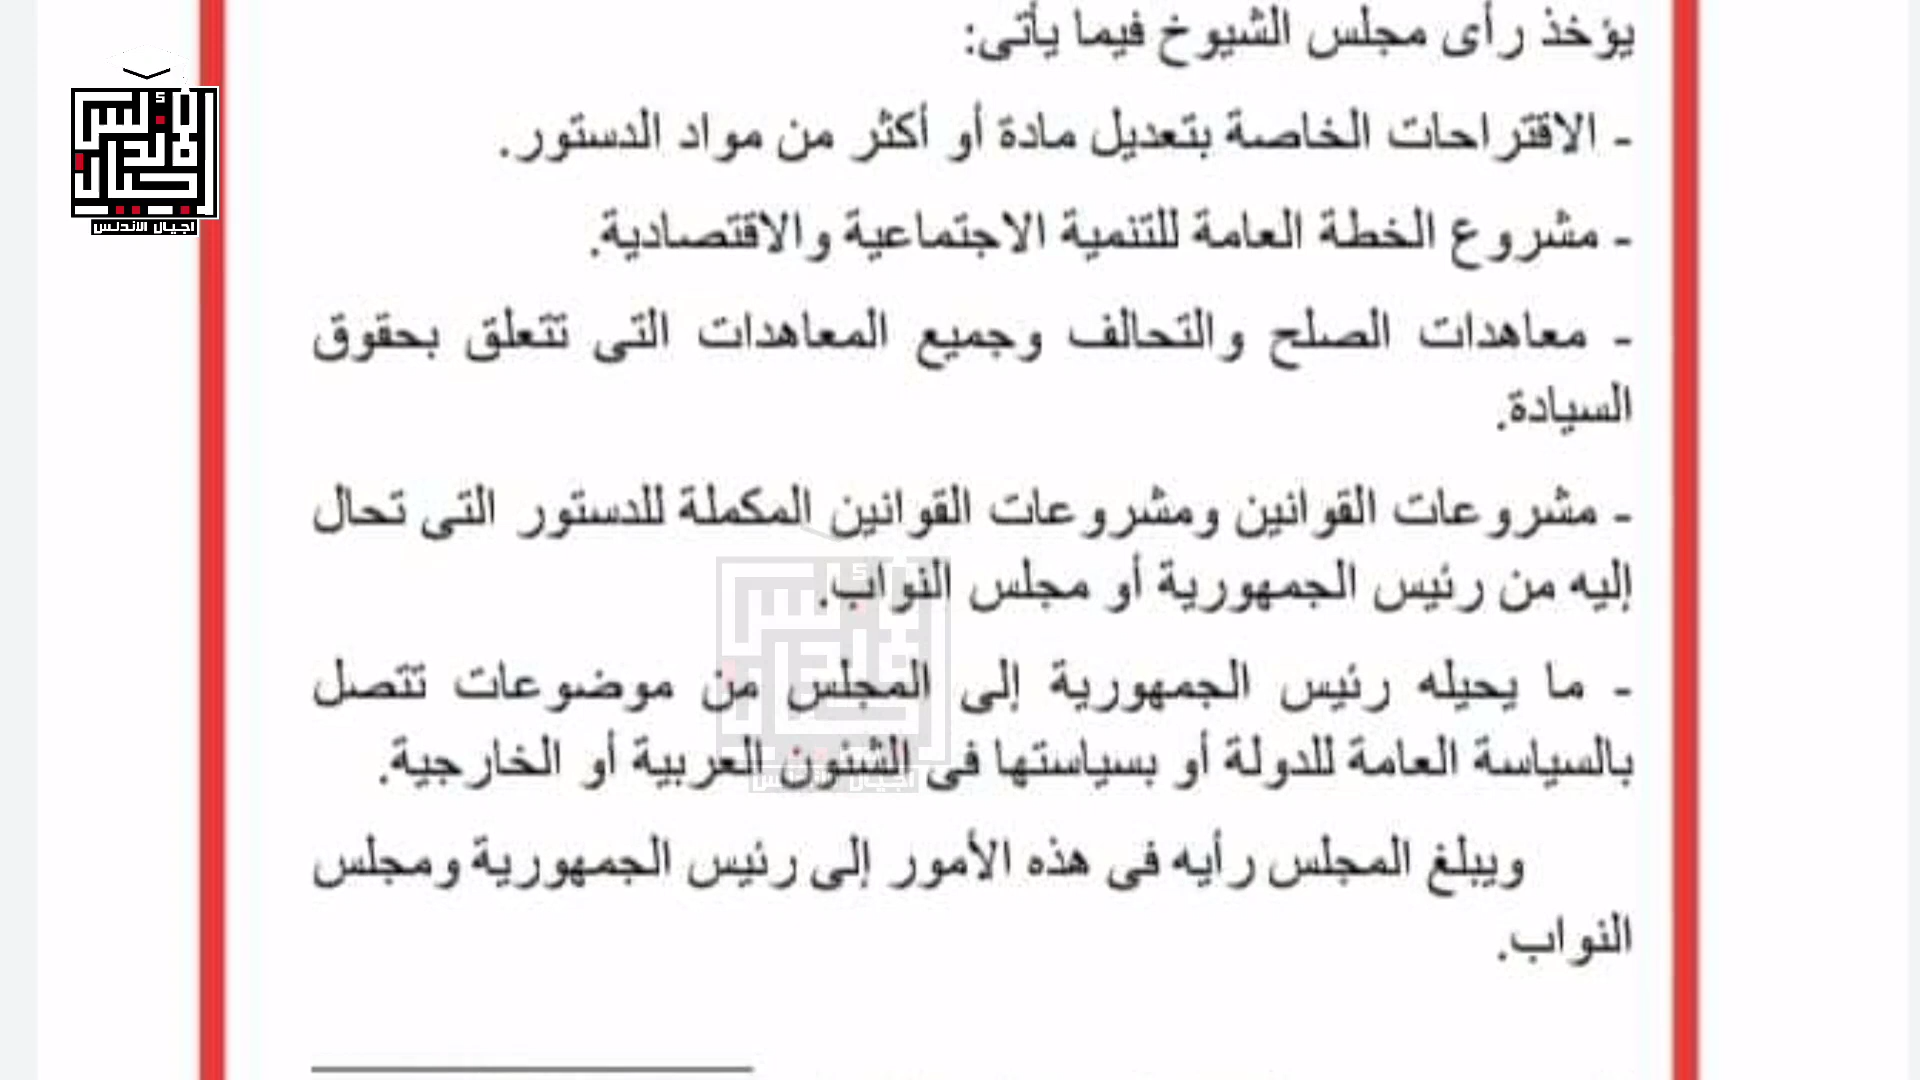 يؤخذ رأى مجلس الشيوخ فيما يأتى:
- الاقتراحات الخاصة بتعديل مادة أو أكثر من مواد الدستور.
- مشروع الخطة العامة للتنمية الاجتماعية والاقتصادية.
- معاهدات الصلح والتحالف وجميع المعاهدات التى تتعلق بحقوق
السيادة.
- مشروعات القوانين ومشروعات القوانين المكملة للدستور التى تحال
إليه من رئيس الجمهورية أو مجلس النواب.
- ما يحيله رئيس الجمهورية إلى المجلس من موضوعات تتصل
بالسياسة العامة للدولة أو بسياستها فى الشئون العربية أو الخارجية.
ويبلغ المجلس رأيه فى هذه الأمور إلى رئيس الجمهورية ومجلس
النواب.
أجيال الأندلس
اجيال الاندلس
اجيال الاندلس